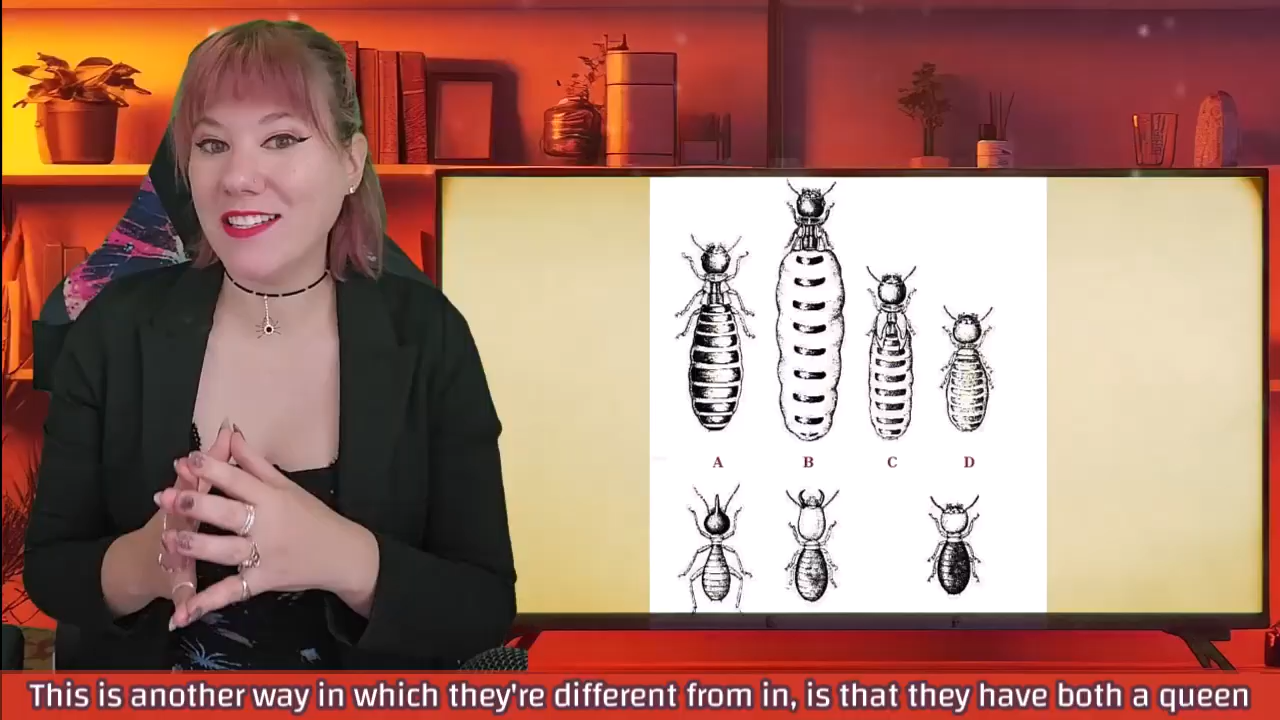 A B C D
This is another way in which they're different from in, is that they have both a queen